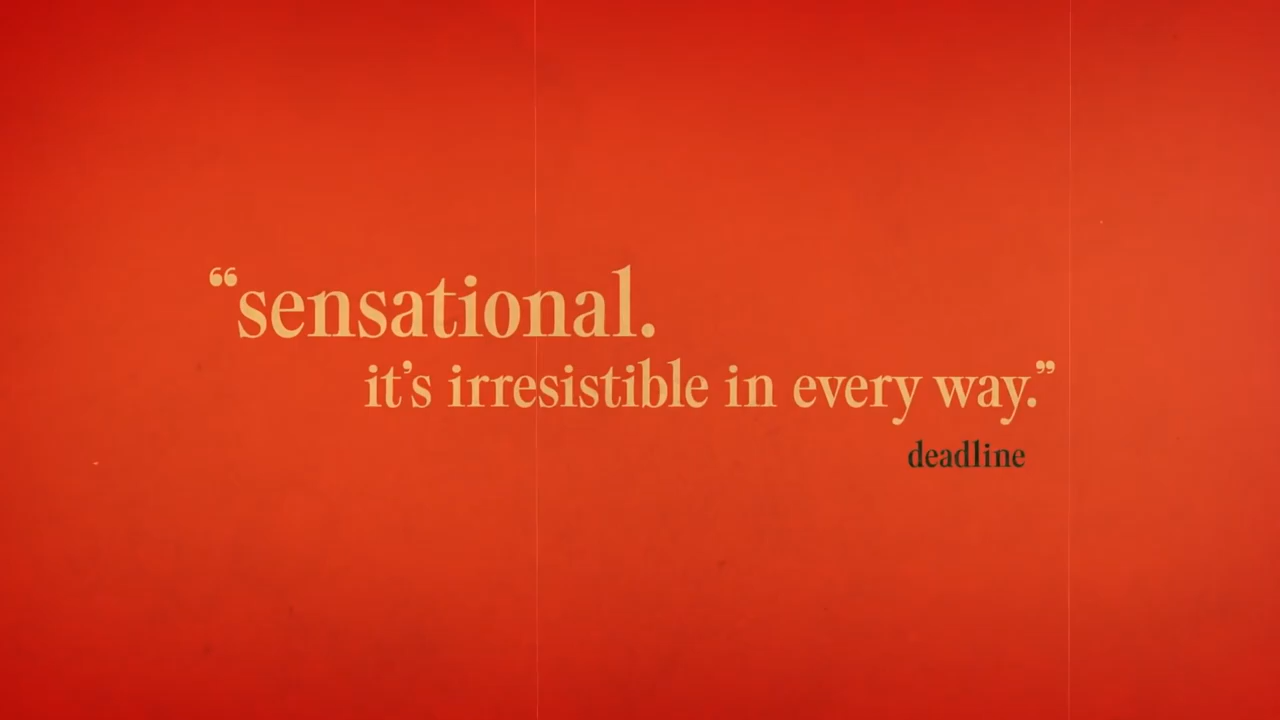 “sensational.
it’s irresistible in every way.”
deadline